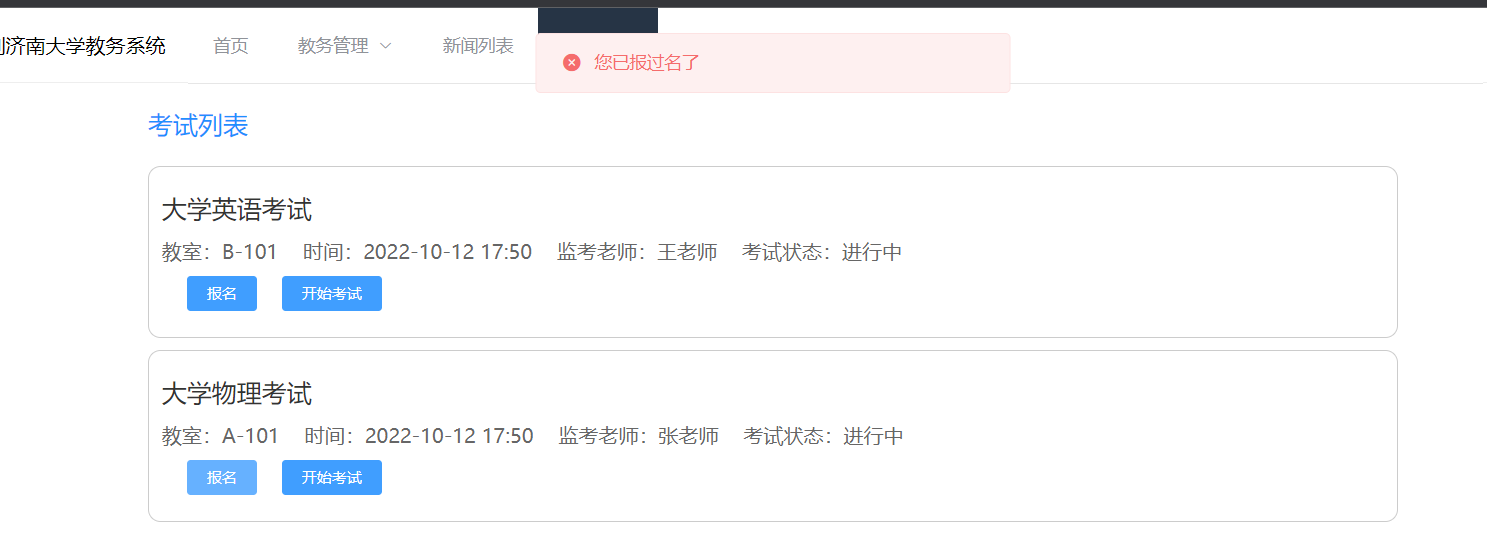 济南大学教务系统 首页 教务管理 新闻列表
您已报过名了
考试列表
大学英语考试
教室：B-101 时间：2022-10-12 17:50 监考老师：王老师 考试状态：进行中
报名 开始考试
大学物理考试
教室：A-101 时间：2022-10-12 17:50 监考老师：张老师 考试状态：进行中
报名 开始考试